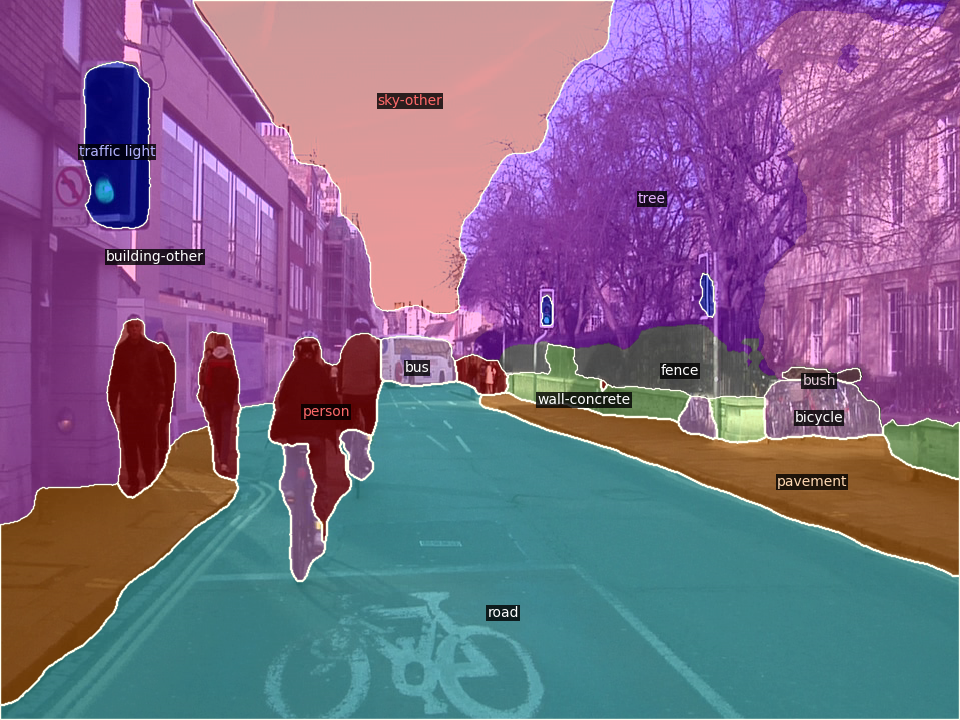 sky-other
traffic light
tree
building-other
bus
fence
bush
wall-concrete
person
bicycle
pavement
road